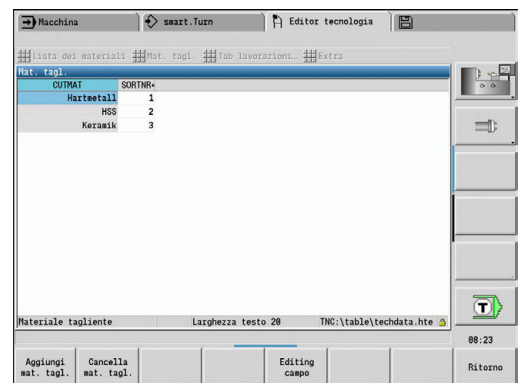 Macchina
smart.Turn
Editor tecnologia
Lista dei materiali
Mat. tagl.
Tab lavorazioni…
Extra
Mat. tagl.
CUTMAT SORTNR
Hartmetall 1
HSS 2
Keramik 3
Materiale tagliente
Larghezza testo 20
TNC:\table\techdata.hte
T
08:23
Aggiungi
mat. tagl.
Cancella
mat. tagl.
Editing
campo
Ritorno